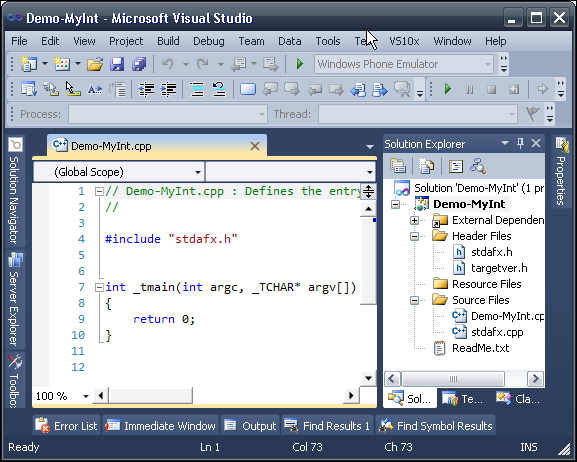 Demo-MyInt - Microsoft Visual Studio
File Edit View Project Build Debug Team Data Tools VS10x Window Help
Windows Phone Emulator
Process: Thread:
Solution Navigator
Server Explorer
Demo-MyInt.cpp
(Global Scope)
1 // Demo-MyInt.cpp : Defines the entry
2 //
3
4 #include "stdafx.h"
5
6
7 int _tmain(int argc, _TCHAR* argv[])
8 {
9 return 0;
10 }
11
12
100 %
Solution Explorer
Solution 'Demo-MyInt' (1 pr
Demo-MyInt
External Dependen
Header Files
stdafx.h
targetver.h
Resource Files
Source Files
Demo-MyInt.cp
stdafx.cpp
ReadMe.txt
Sol... Te... Cla...
Properties
Error List Immediate Window Output Find Results 1 Find Symbol Results
Ready Ln 1 Col 73 Ch 73 INS